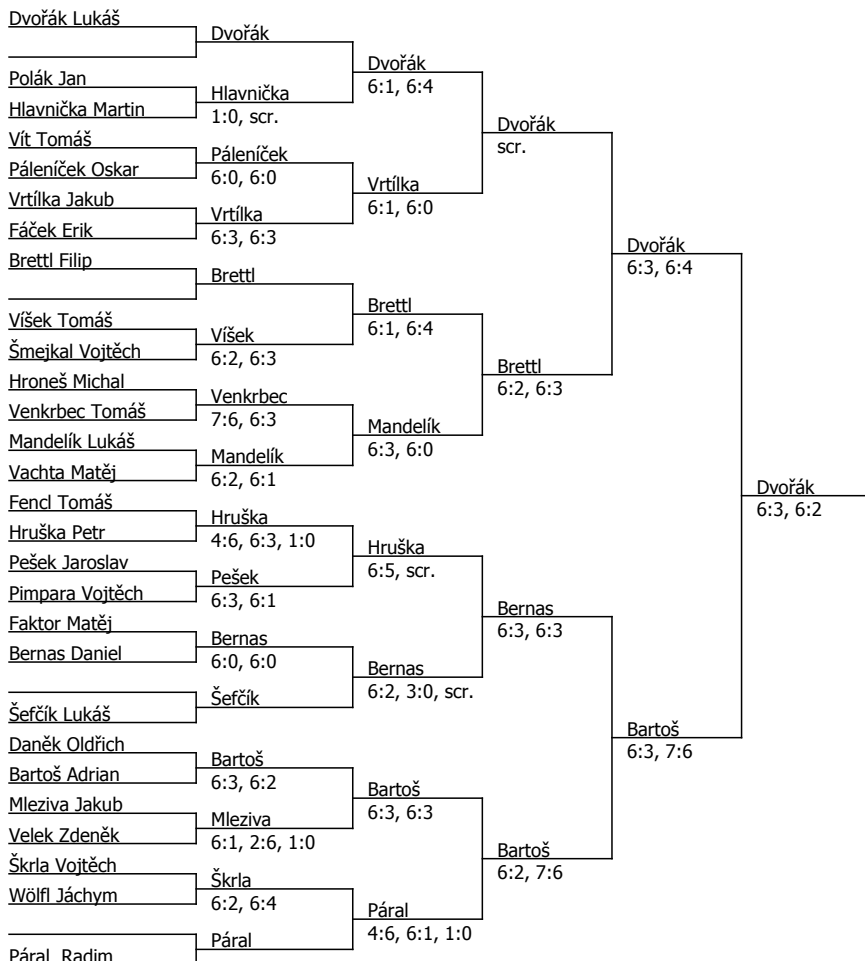 Dvořák Lukáš
Dvořák
Dvořák
6:1, 6:4
Polák Jan
Hlavnička
1:0, scr.
Hlavnička Martin
Dvořák
scr.
Vít Tomáš
Páleníček
6:0, 6:0
Páleníček Oskar
Vrtílka
6:1, 6:0
Vrtílka Jakub
Vrtílka
6:3, 6:3
Fáček Erik
Dvořák
6:3, 6:4
Brettl Filip
Brettl
Brettl
6:1, 6:4
Víšek Tomáš
Víšek
6:2, 6:3
Šmejkal Vojtěch
Brettl
6:2, 6:3
Hroneš Michal
Venkrbec
7:6, 6:3
Venkrbec Tomáš
Mandelík
6:3, 6:0
Mandelík Lukáš
Mandelík
6:2, 6:1
Vachta Matěj
Dvořák
6:3, 6:2
Fencl Tomáš
Hruška
4:6, 6:3, 1:0
Hruška Petr
Hruška
6:5, scr.
Pešek Jaroslav
Pešek
6:3, 6:1
Pimpara Vojtěch
Bernas
6:3, 6:3
Faktor Matěj
Bernas
6:0, 6:0
Bernas Daniel
Bernas
6:2, 3:0, scr.
Šefčík
Šefčík Lukáš
Bartoš
6:3, 7:6
Daněk Oldřich
Bartoš
6:3, 6:2
Bartoš Adrian
Bartoš
6:3, 6:3
Mleziva Jakub
Mleziva
6:1, 2:6, 1:0
Velek Zdeněk
Bartoš
6:2, 7:6
Škrla Vojtěch
Škrla
6:2, 6:4
Wölfl Jáchym
Páral
4:6, 6:1, 1:0
Páral
Páral Radim